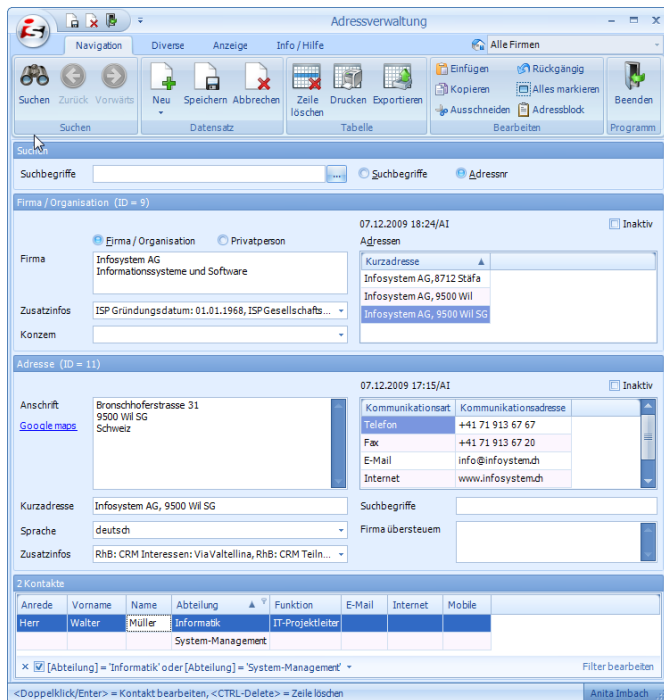 Adressverwaltung
Navigation Diverse Anzeige Info / Hilfe Alle Firmen
Suchen Zurück Vorwärts Neu Speichern Abbrechen Zeile löschen Drucken Exportieren Einfügen Rückgängig Beenden
Kopieren Alles markieren
Ausschneiden Adressblock
Suchen Datensatz Tabelle Bearbeiten Programm
Suchen
Suchbegriffe ... Suchbegriffe Adressnr
Firma / Organisation (ID = 9)
07.12.2009 18:24/AI Inaktiv
Firma / Organisation Privatperson Adressen
Firma Infosystem AG
Informationssysteme und Software
Kurzadresse
Infosystem AG,8712 Stäfa
Infosystem AG, 9500 Wil
Infosystem AG, 9500 Wil SG
Zusatzinfos ISP Gründungsdatum: 01.01.1968, ISP Gesellschafts...
Konzern
Adresse (ID = 11)
07.12.2009 17:15/AI Inaktiv
Anschrift Bronschhoferstrasse 31
9500 Wil SG
Schweiz
Google maps
Kommunikationsart Kommunikationsadresse
Telefon +41 71 913 67 67
Fax +41 71 913 67 20
E-Mail info@infoystem.ch
Internet www.infosystem.ch
Kurzadresse Infosystem AG, 9500 Wil SG Suchbegriffe
Sprache deutsch Firma übersteuern
Zusatzinfos RhB: CRM Interessen: Via Valtellina, RhB: CRM Teiln...
2 Kontakte
Anrede Vorname Name Abteilung Funktion E-Mail Internet Mobile
Herr Walter Müller Informatik IT-Projektleiter
System-Management
[Abteilung] = 'Informatik' oder [Abteilung] = 'System-Management' Filter bearbeiten
<Doppelklick/Enter> = Kontakt bearbeiten, <CTRL-Delete> = Zeile löschen Anita Imbach